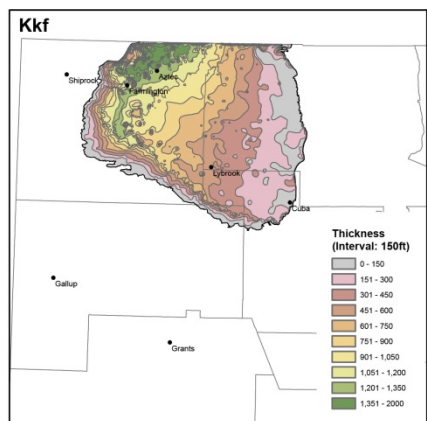 Kkf
Shiprock
Aztec
Farmington
Lybrook
Cuba
Gallup
Grants
Thickness
(Interval: 150ft)
0 - 150
151 - 300
301 - 450
451 - 600
601 - 750
751 - 900
901 - 1,050
1,051 - 1,200
1,201 - 1,350
1,351 - 2000